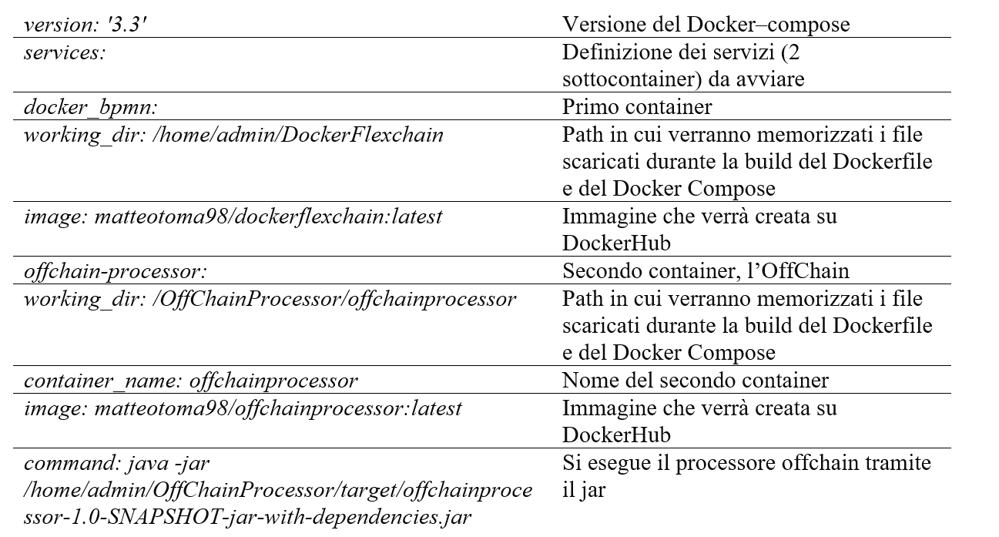 version: '3.3'
Versione del Docker–compose
services:
Definizione dei servizi (2
sottocontainer) da avviare
docker_bpmn:
Primo container
working_dir: /home/admin/DockerFlexchain
Path in cui verranno memorizzati i file
scaricati durante la build del Dockerfile
e del Docker Compose
image: matteotoma98/dockerflexchain:latest
Immagine che verrà creata su
DockerHub
offchain-processor:
Secondo container, l’OffChain
working_dir: /OffChainProcessor/offchainprocessor
Path in cui verranno memorizzati i file
scaricati durante la build del Dockerfile
e del Docker Compose
container_name: offchainprocessor
Nome del secondo container
image: matteotoma98/offchainprocessor:latest
Immagine che verrà creata su
DockerHub
command: java -jar
/home/admin/OffChainProcessor/target/offchainproce
ssor-1.0-SNAPSHOT-jar-with-dependencies.jar
Si esegue il processore offchain tramite
il jar